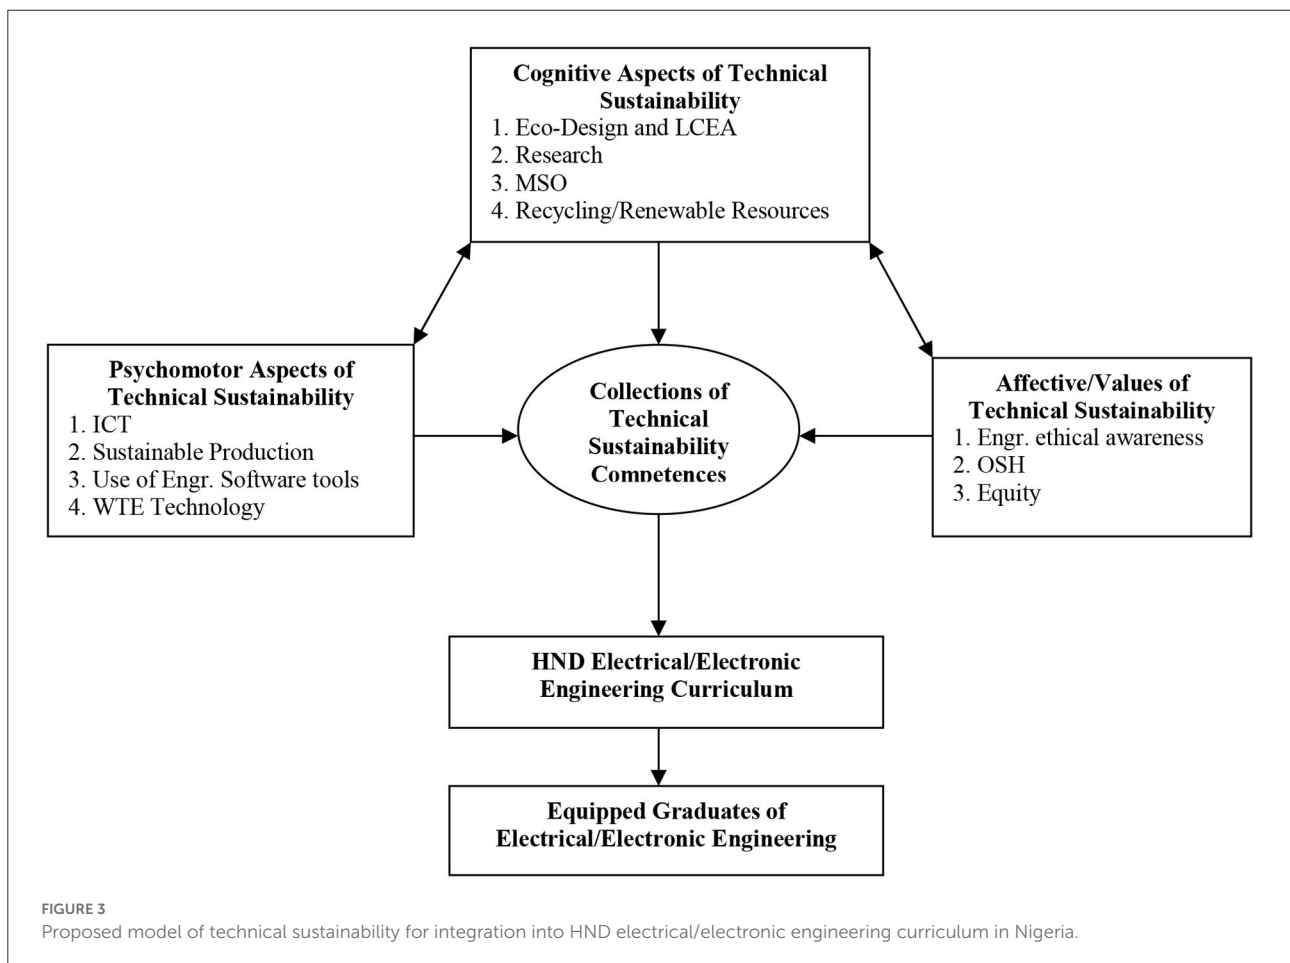 Cognitive Aspects of Technical
Sustainability
1. Eco-Design and LCEA
2. Research
3. MSO
4. Recycling/Renewable Resources
Psychomotor Aspects of
Technical Sustainability
1. ICT
2. Sustainable Production
3. Use of Engr. Software tools
4. WTE Technology
Collections of
Technical
Sustainability
Competences
Affective/Values of
Technical Sustainability
1. Engr. ethical awareness
2. OSH
3. Equity
HND Electrical/Electronic
Engineering Curriculum
Equipped Graduates of
Electrical/Electronic Engineering
FIGURE 3
Proposed model of technical sustainability for integration into HND electrical/electronic engineering curriculum in Nigeria.